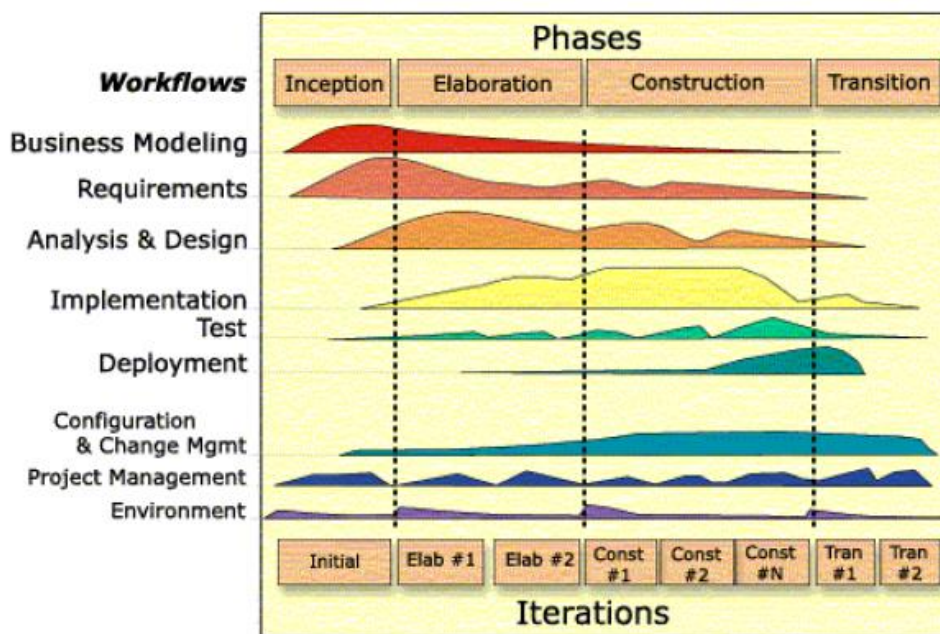 Phases
Workflows
Inception
Elaboration
Construction
Transition
Business Modeling
Requirements
Analysis & Design
Implementation
Test
Deployment
Configuration
& Change Mgmt
Project Management
Environment
Initial
Elab #1
Elab #2
Const
#1
Const
#2
Const
#N
Tran
#1
Tran
#2
Iterations